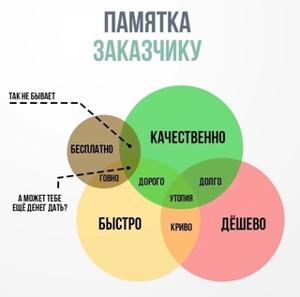 ПАМЯТКА
ЗАКАЗЧИКУ
ТАК НЕ БЫВАЕТ
КАЧЕСТВЕННО
БЕСПЛАТНО
ГОВНО
ДОРОГО
ДОЛГО
А МОЖЕТ ТЕБЕ
ЕЩЁ ДЕНЕГ ДАТЬ?
УТОПИЯ
БЫСТРО
КРИВО
ДЁШЕВО